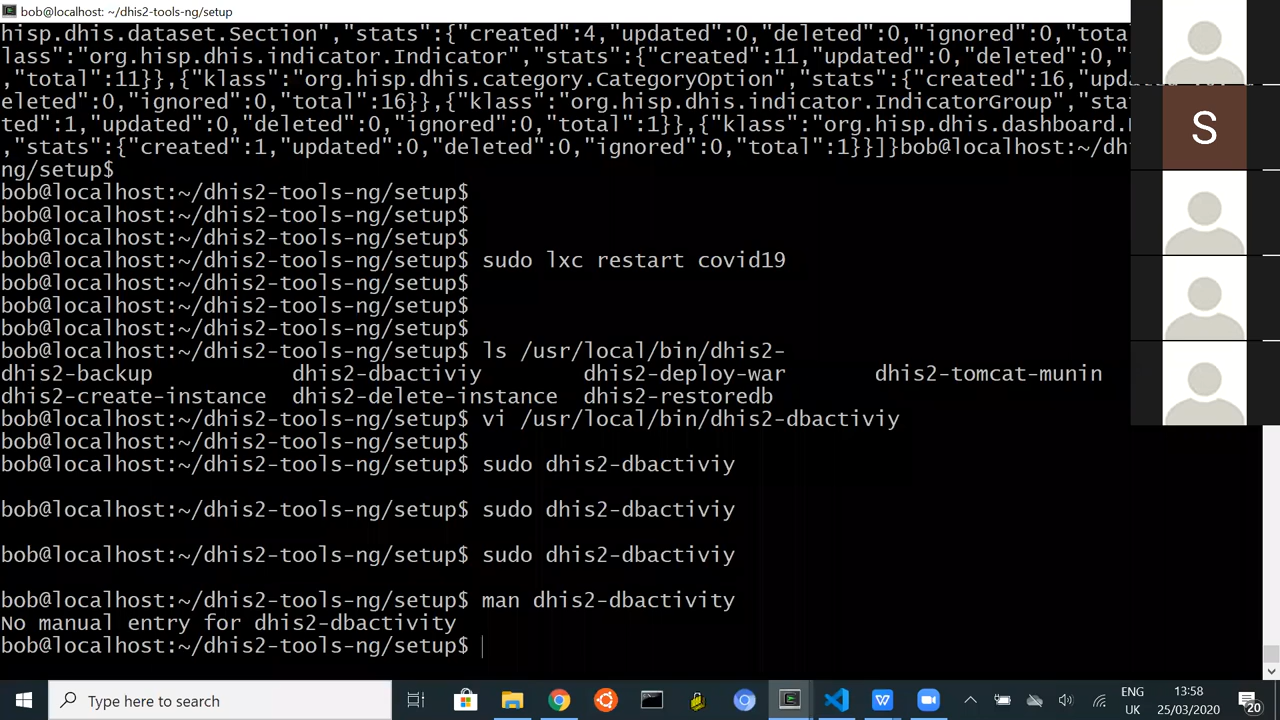 bob@localhost: ~/dhis2-tools-ng/setup
hisp.dhis.dataset.Section","stats":{"created":4,"updated":0,"deleted":0,"ignored":0,"tota
lass":"org.hisp.dhis.indicator.Indicator","stats":{"created":11,"updated":0,"deleted":0,
,"total":11}},{"klass":"org.hisp.dhis.category.CategoryOption","stats":{"created":16,"upd
eleted":0,"ignored":0,"total":16}},{"klass":"org.hisp.dhis.indicator.IndicatorGroup","sta
ted":1,"updated":0,"deleted":0,"ignored":0,"total":1}},{"klass":"org.hisp.dhis.dashboard.
,"stats":{"created":1,"updated":0,"deleted":0,"ignored":0,"total":1}}]}bob@localhost:~/dh
ng/setup$
bob@localhost:~/dhis2-tools-ng/setup$
bob@localhost:~/dhis2-tools-ng/setup$
bob@localhost:~/dhis2-tools-ng/setup$
bob@localhost:~/dhis2-tools-ng/setup$ sudo lxc restart covid19
bob@localhost:~/dhis2-tools-ng/setup$
bob@localhost:~/dhis2-tools-ng/setup$
bob@localhost:~/dhis2-tools-ng/setup$
bob@localhost:~/dhis2-tools-ng/setup$ ls /usr/local/bin/dhis2-
dhis2-backup dhis2-dbactiviy dhis2-deploy-war dhis2-tomcat-munin
dhis2-create-instance dhis2-delete-instance dhis2-restoredb
bob@localhost:~/dhis2-tools-ng/setup$ vi /usr/local/bin/dhis2-dbactiviy
bob@localhost:~/dhis2-tools-ng/setup$
bob@localhost:~/dhis2-tools-ng/setup$ sudo dhis2-dbactiviy
bob@localhost:~/dhis2-tools-ng/setup$ sudo dhis2-dbactiviy
bob@localhost:~/dhis2-tools-ng/setup$ sudo dhis2-dbactiviy
bob@localhost:~/dhis2-tools-ng/setup$ man dhis2-dbactivity
No manual entry for dhis2-dbactivity
bob@localhost:~/dhis2-tools-ng/setup$
S
Type here to search
ENG
UK
13:58
25/03/2020
20